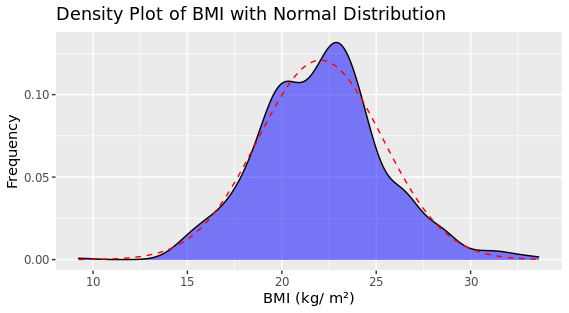 Density Plot of BMI with Normal Distribution
Frequency
0.10
0.05
0.00
10 15 20 25 30
BMI (kg/ m²)